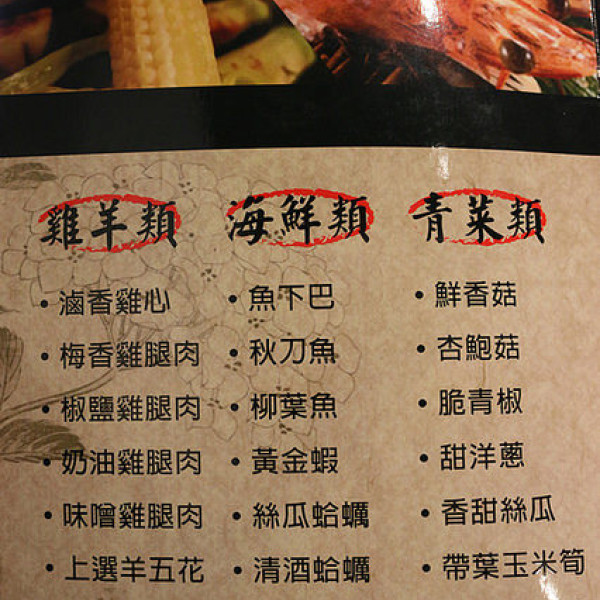 雞羊類
• 滷香雞心
• 梅香雞腿肉
• 椒鹽雞腿肉
• 奶油雞腿肉
• 味噌雞腿肉
• 上選羊五花
海鮮類
• 魚下巴
• 秋刀魚
• 柳葉魚
• 黃金蝦
• 絲瓜蛤蠣
• 清酒蛤蠣
青菜類
• 鮮香菇
• 杏鮑菇
• 脆青椒
• 甜洋蔥
• 香甜絲瓜
• 帶葉玉米筍